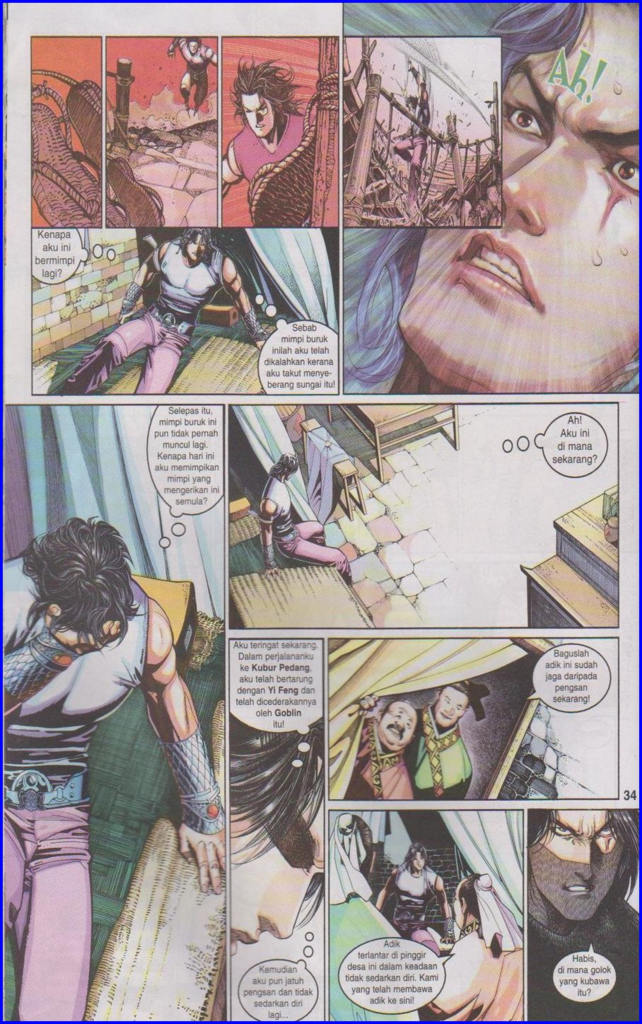 Ah!
Kenapa
aku ini
bermimpi
lagi?
Sebab
mimpi buruk
inilah aku telah
dikalahkan kerana
aku takut menye-
berang sungai itu!
Selepas itu,
mimpi buruk ini
pun tidak pernah
muncul lagi.
Kenapa hari ini
aku memimpikan
mimpi yang
mengerikan ini
semula?
Ah!
Aku ini
di mana
sekarang?
Aku teringat sekarang.
Dalam perjalananku
ke Kubur Pedang,
aku telah bertarung
dengan Yi Feng dan
telah dicederakannya
oleh Goblin
itu!
Kemudian
aku pun jatuh
pengsan dan tidak
sedarkan diri
lagi...
Baguslah
adik ini sudah
jaga daripada
pengsan
sekarang!
34
Adik
terlantar di pinggir
desa ini dalam keadaan
tidak sedarkan diri. Kami
yang telah membawa
adik ke sini!
Habis,
di mana golok
yang kubawa
itu?